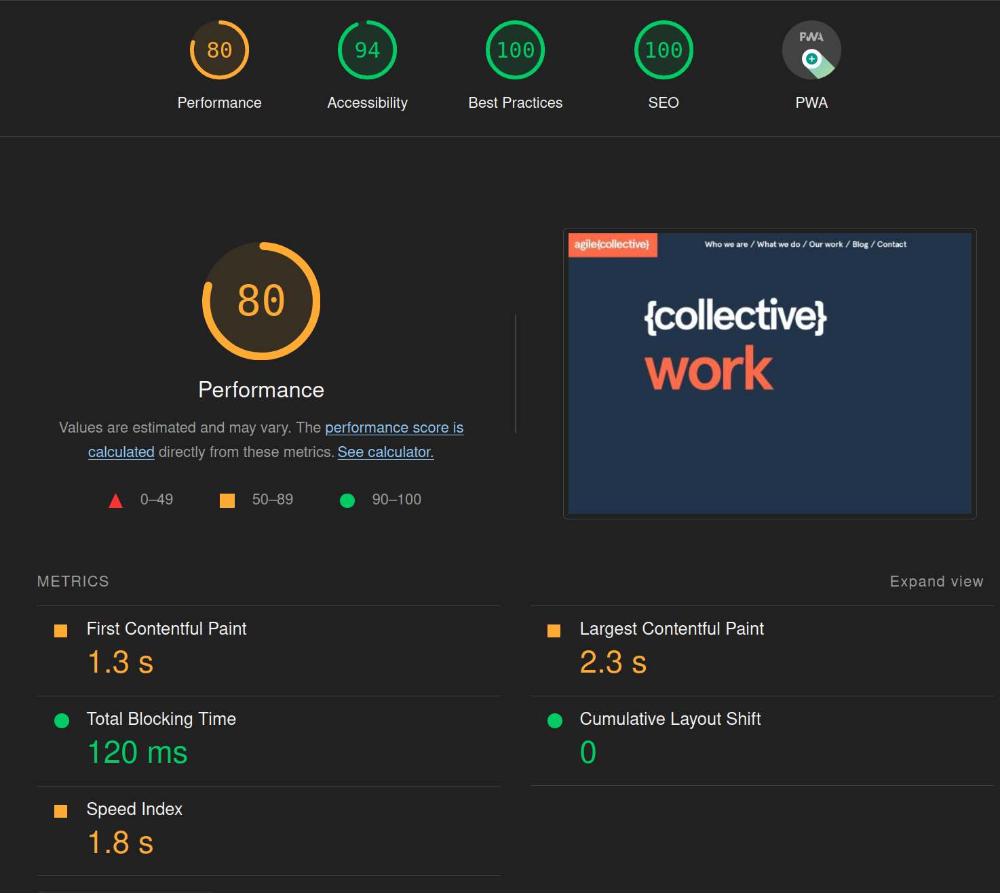 80
94
100
100
PWA
Performance
Accessibility
Best Practices
SEO
PWA
80
Performance
Values are estimated and may vary. The performance score is
calculated directly from these metrics. See calculator.
0–49
50–89
90–100
agile{collective}
Who we are / What we do / Our work / Blog / Contact
{collective}
work
METRICS
Expand view
First Contentful Paint
1.3 s
Largest Contentful Paint
2.3 s
Total Blocking Time
120 ms
Cumulative Layout Shift
0
Speed Index
1.8 s